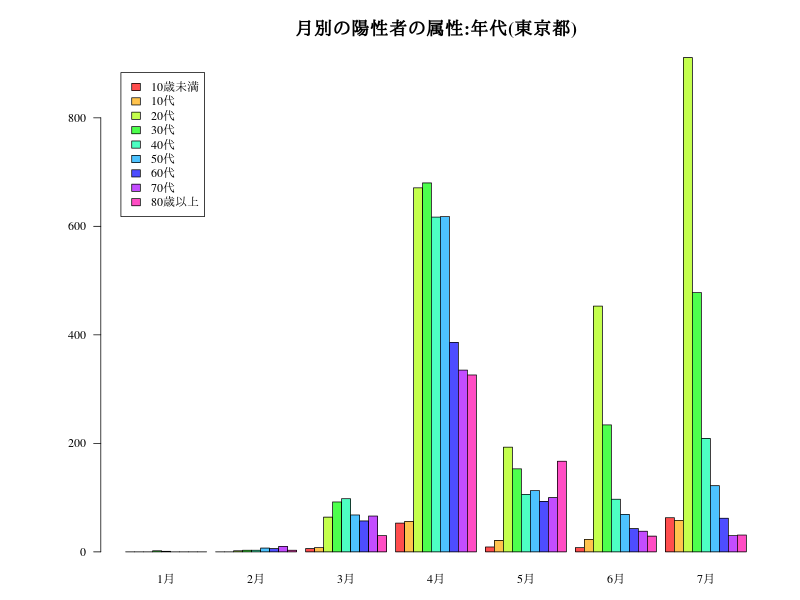 月別の陽性者の属性:年代(東京都)
10歳未満
10代
20代
30代
40代
50代
60代
70代
80歳以上
800
600
400
200
0
1月 2月 3月 4月 5月 6月 7月